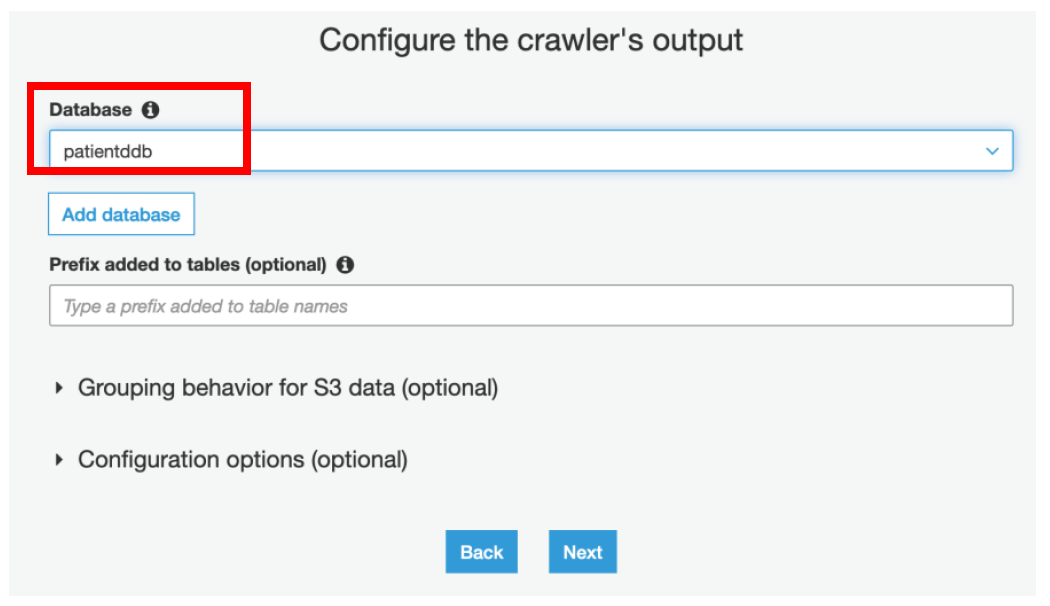 Configure the crawler's output
Database
patientddb
Add database
Prefix added to tables (optional)
Type a prefix added to table names
Grouping behavior for S3 data (optional)
Configuration options (optional)
Back Next